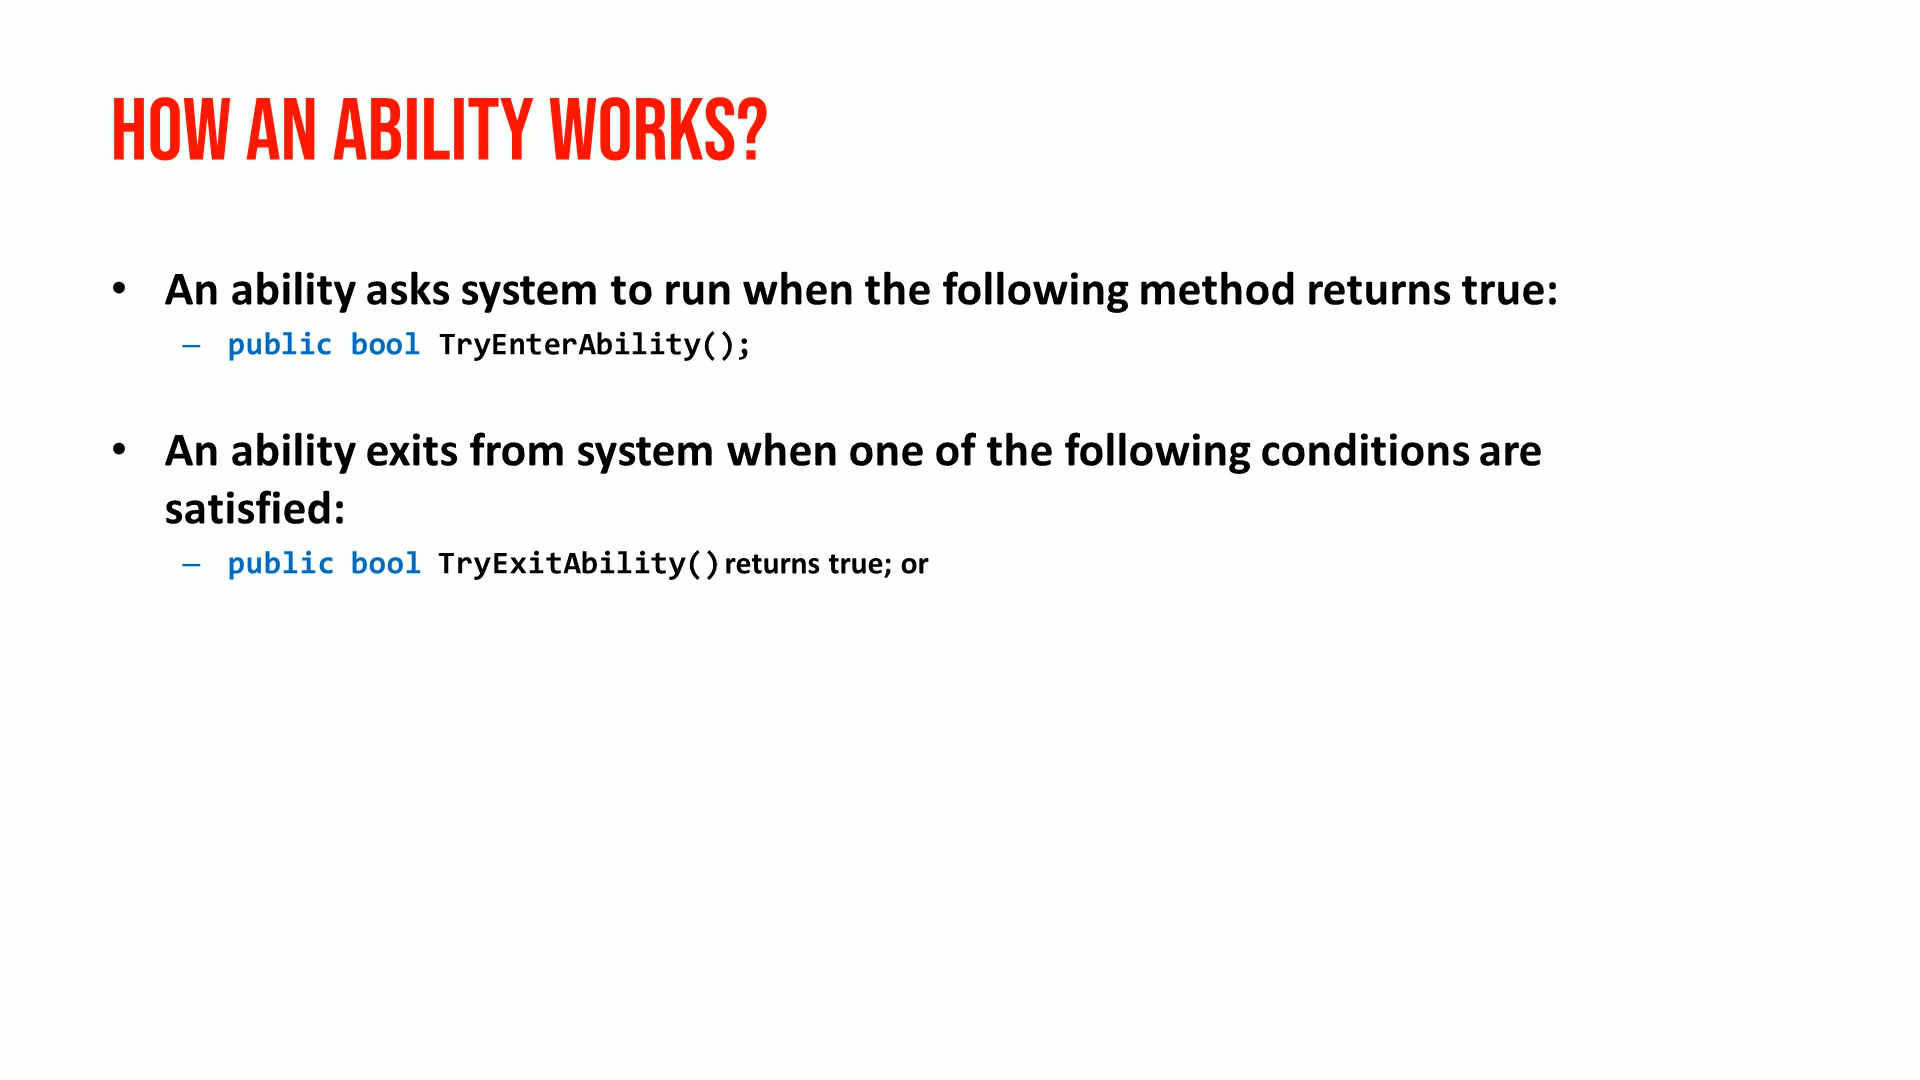 HOW AN ABILITY WORKS?
• An ability asks system to run when the following method returns true:
– public bool TryEnterAbility();
• An ability exits from system when one of the following conditions are
satisfied:
– public bool TryExitAbility() returns true; or